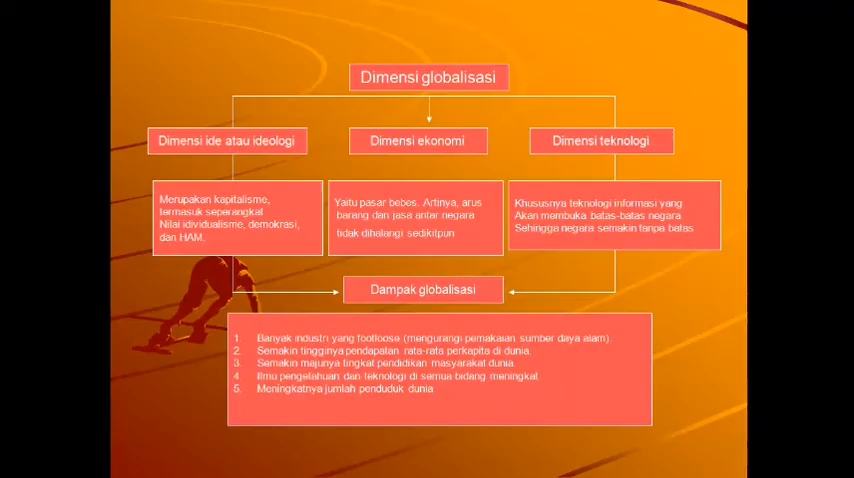 Dimensi globalisasi
Dimensi ide atau ideologi
Dimensi ekonomi
Dimensi teknologi
Merupakan kapitalisme,
termasuk seperangkat
Nilai idividualisme, demokrasi,
dan HAM.
Yaitu pasar bebes. Artinya, arus
barang dan jasa antar negara
tidak dihalangi sedikitpun
Khususnya teknologi informasi yang
Akan membuka batas-batas negara
Sehingga negara semakin tanpa batas
Dampak globalisasi
1. Banyak industri yang footloose (mengurangi pemakaian sumber daya alam).
2. Semakin tingginya pendapatan rata-rata perkapita di dunia.
3. Semakin majunya tingkat pendidikan masyarakat dunia.
4. Ilmu pengetahuan dan teknologi di semua bidang meningkat
5. Meningkatnya jumlah penduduk dunia